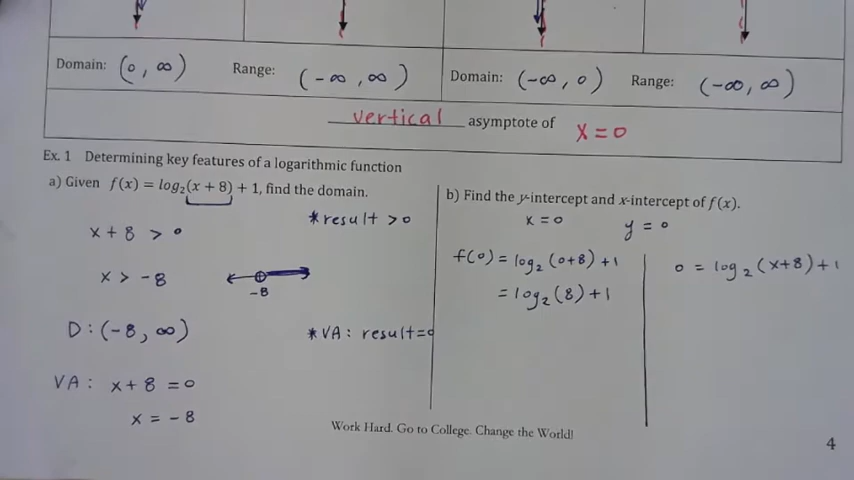 Domain: (0, ∞) Range: (-∞, ∞) Domain: (-∞, 0) Range: (-∞, ∞)
vertical asymptote of x = 0
Ex. 1 Determining key features of a logarithmic function
a) Given f(x) = log₂(x + 8) + 1, find the domain.
x + 8 > 0
*result > 0
x > -8
-8
D: (-8, ∞)
*VA: result=0
VA: x + 8 = 0
x = -8
b) Find the y-intercept and x-intercept of f(x).
x = 0 y = 0
f(0) = log₂(0+8) + 1
= log₂(8) + 1
0 = log₂(x+8) + 1
Work Hard. Go to College. Change the World!
4